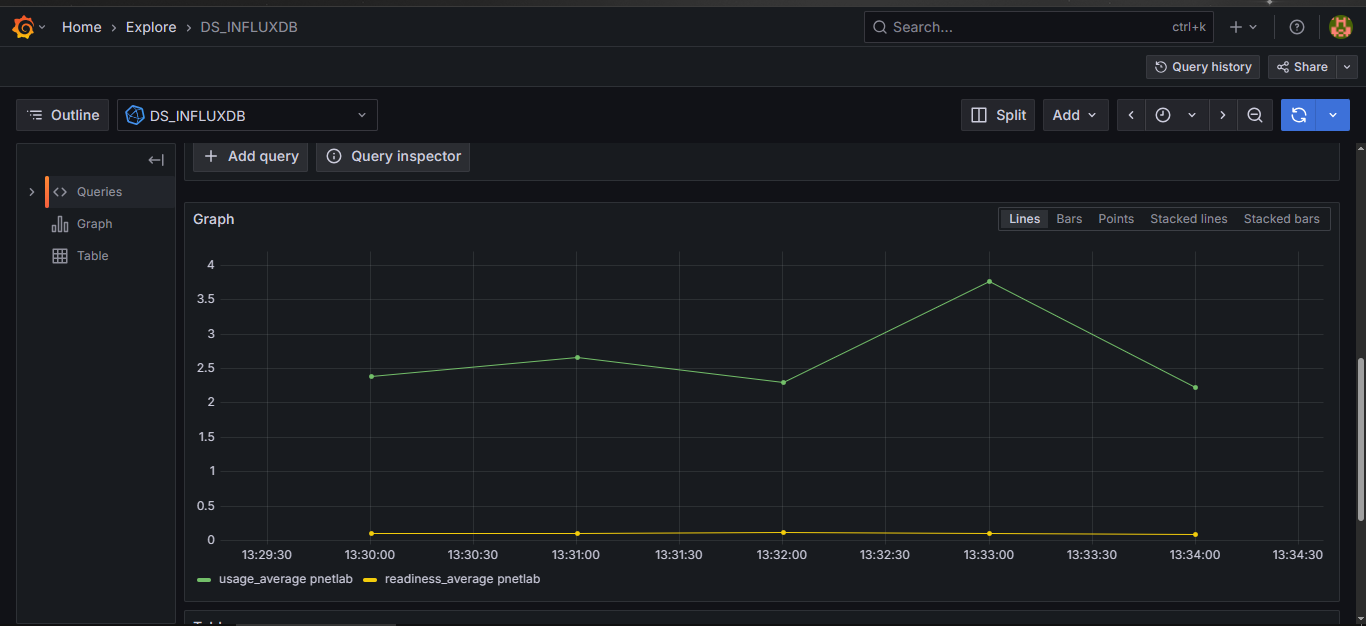 Home › Explore › DS_INFLUXDB
Search... ctrl+k
Query history Share
Outline DS_INFLUXDB Split Add
Add query Query inspector
Queries
Graph
Table
Graph Lines Bars Points Stacked lines Stacked bars
4
3.5
3
2.5
2
1.5
1
0.5
0
13:29:30 13:30:00 13:30:30 13:31:00 13:31:30 13:32:00 13:32:30 13:33:00 13:33:30 13:34:00 13:34:30
usage_average pnetlab readiness_average pnetlab